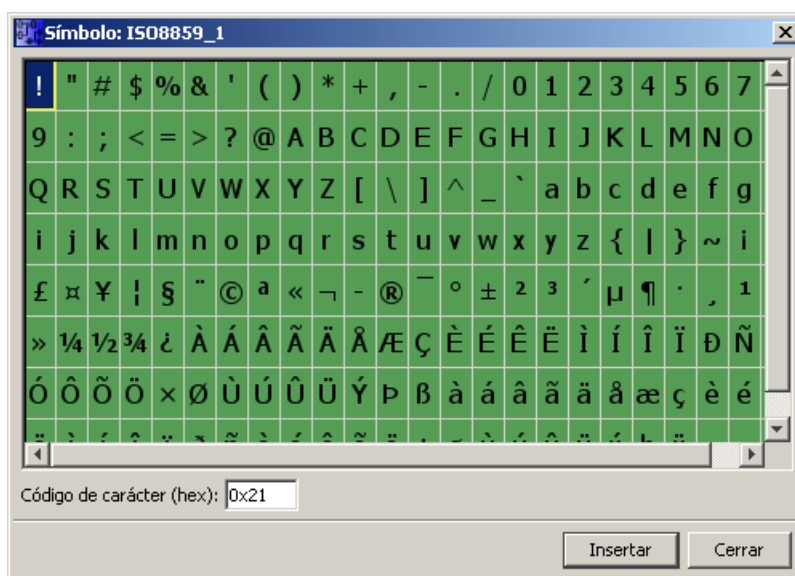 Símbolo: ISO8859_1
! " # $ % & ' ( ) * + , - . / 0 1 2 3 4 5 6 7
9 : ; < = > ? @ A B C D E F G H I J K L M N O
Q R S T U V W X Y Z [ \ ] ^ _ ` a b c d e f g
i j k l m n o p q r s t u v w x y z { | } ~ ¡
£ ¤ ¥ ¦ § ¨ © ª « ¬ - ® ¯ ° ± ² ³ ´ µ ¶ · ¸ ¹
» ¼ ½ ¾ ¿ À Á Â Ã Ä Å Æ Ç È É Ê Ë Ì Í Î Ï Ð Ñ
Ó Ô Õ Ö × Ø Ù Ú Û Ü Ý Þ ß à á â ã ä å æ ç è é
Código de carácter (hex): 0x21
Insertar Cerrar